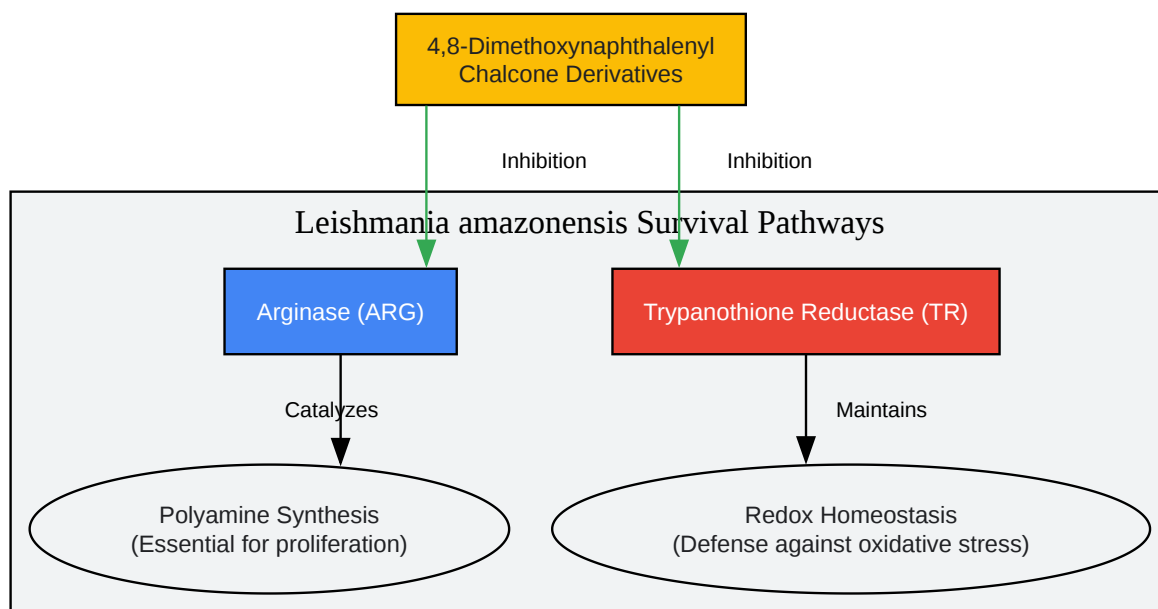 4,8-Dimethoxynaphthalenyl
Chalcone Derivatives
Inhibition
Inhibition
Leishmania amazonensis Survival Pathways
Arginase (ARG)
Trypanothione Reductase (TR)
Catalyzes
Maintains
Polyamine Synthesis
(Essential for proliferation)
Redox Homeostasis
(Defense against oxidative stress)